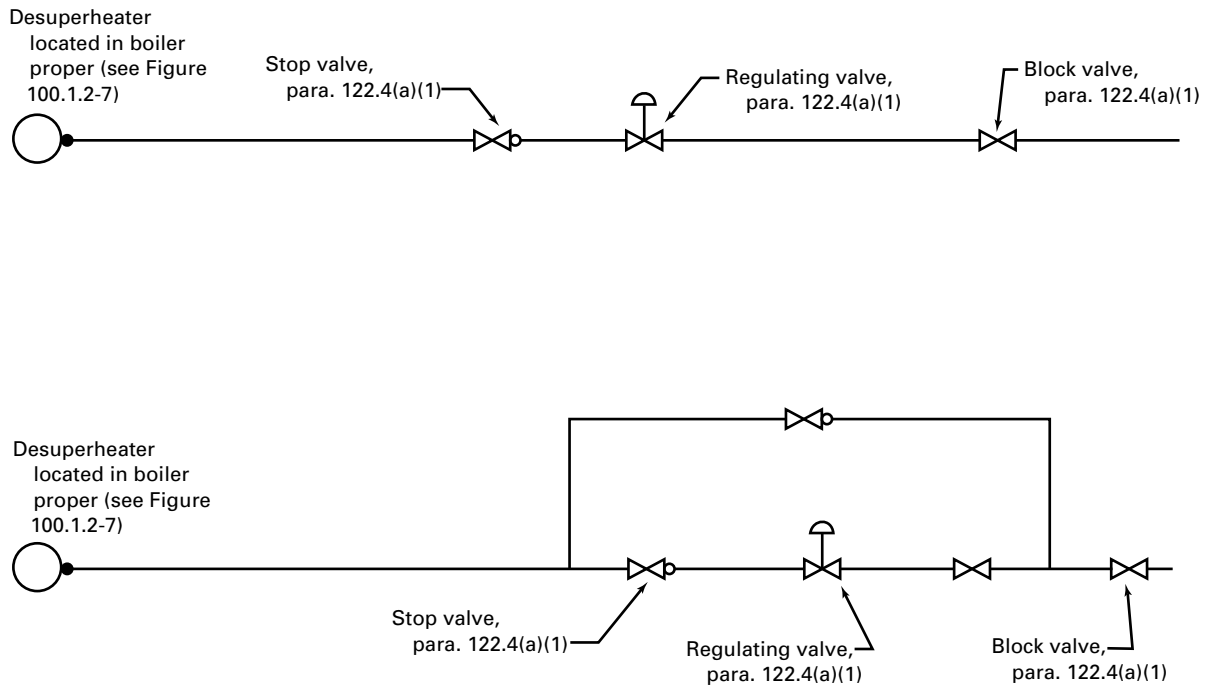 Desuperheater
located in boiler
proper (see Figure
100.1.2-7)
Stop valve,
para. 122.4(a)(1)
Regulating valve,
para. 122.4(a)(1)
Block valve,
para. 122.4(a)(1)
Desuperheater
located in boiler
proper (see Figure
100.1.2-7)
Stop valve,
para. 122.4(a)(1)
Regulating valve,
para. 122.4(a)(1)
Block valve,
para. 122.4(a)(1)